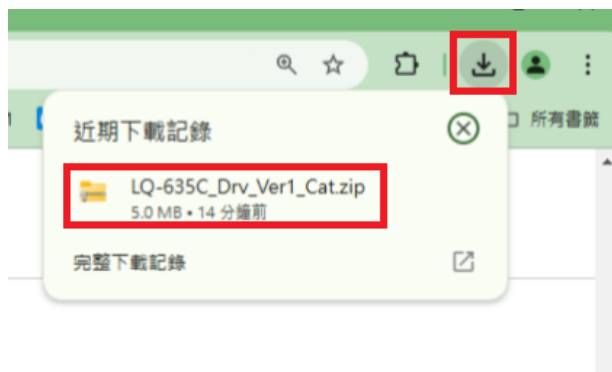 所有書籤
近期下載記錄
LQ-635C_Drv_Ver1_Cat.zip
5.0 MB • 14 分鐘前
完整下載記錄